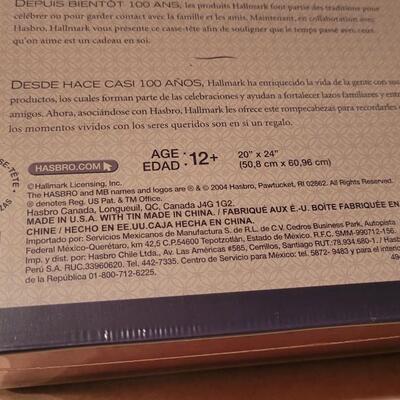 DEPUIS BIENTÔT 100 ANS, les produits Hallmark font partie des traditions pour
célébrer ou pour garder contact avec la famille et les amis. Maintenant, en collaboration avec
Hasbro, Hallmark vous présente ce casse-tête afin de souligner que le temps passé avec ceux
qu'on aime est un cadeau en soi.
DESDE HACE CASI 100 AÑOS, Hallmark ha enriquecido la vida de la gente con sus
productos, los cuales forman parte de las celebraciones y ayudan a fortalecer lazos familiares y entre
amigos. Ahora, asociándose con Hasbro, Hallmark les ofrece este rompecabezas para recordarles
los momentos vividos con los seres queridos son en si un regalo.
HASBRO.COM
AGE : 12+
EDAD
20" x 24"
(50,8 cm x 60,96 cm)
SE-TÊTE
ZAS
©Hallmark Licensing, Inc.
The HASBRO and MB names and logos are ® & © 2004 Hasbro, Pawtucket, RI 02862. All Rights Reserved.
® denotes Reg. US Pat. & TM Office.
Hasbro Canada, Longueuil, QC, Canada J4G 1G2.
MADE IN U.S.A. WITH TIN MADE IN CHINA. / FABRIQUÉ AUX É.-U. BOÎTE FABRIQUÉE EN
CHINE / HECHO EN EE.UU.CAJA HECHA EN CHINA.
Importado por: Servicios Mexicanos de Manufactura S. de R.L. de C.V. Cedros Business Park, Autopista
Federal México-Querétaro, km 42,5 C.P.54600 Tepotzotlán, Estado de México. R.F.C. SMM-990712-156.
Imp. y dist. por: Hasbro Chile Ltda., Av. Las Américas #585, Cerrillos, Santiago RUT:78.934.680-1./ Hasb
Perú S.A. RUC:33960620. Tel. 442-7335. Centro de Servicio para México: tel. 5872-9483 y para el interio
de la República 01-800-712-6225.
494